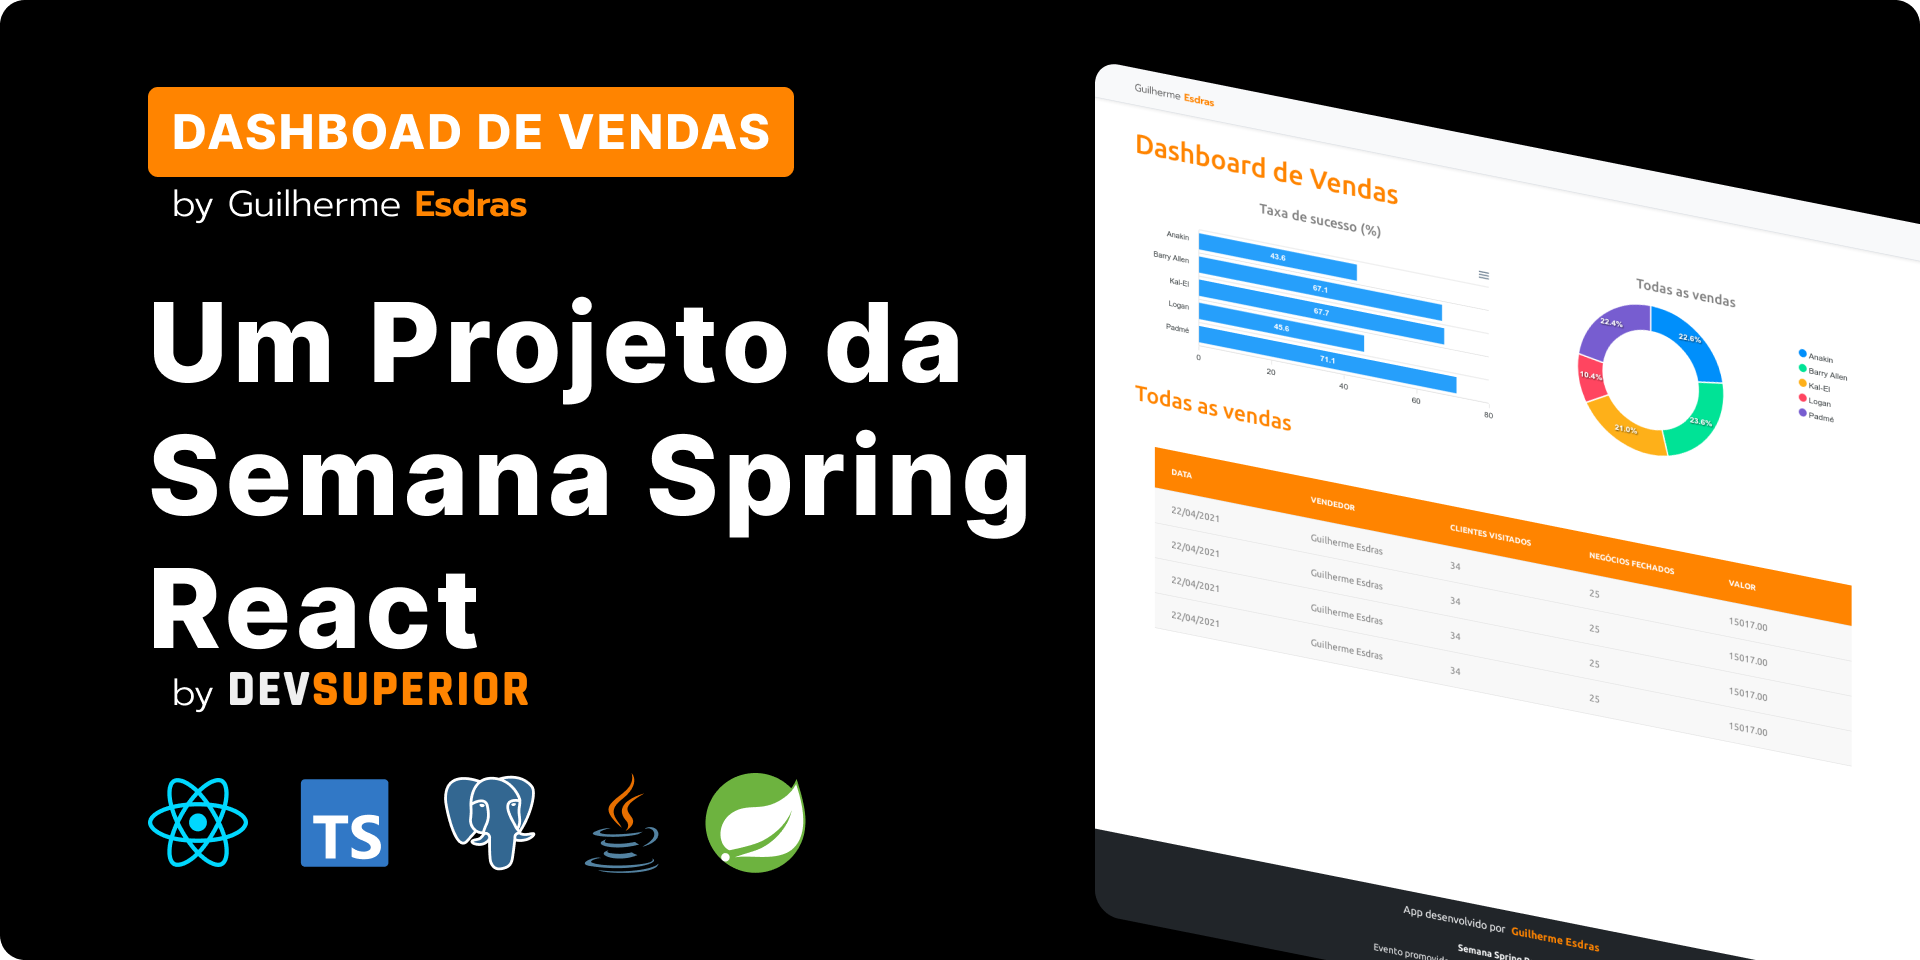 DASHBOAD DE VENDAS
by Guilherme Esdras
Um Projeto da
Semana Spring
React
by DEVSUPERIOR
TS
Guilherme Esdras
Dashboard de Vendas
Taxa de sucesso (%)
Anakin 43.6
Barry Allen 67.1
Kal-El 67.7
Logan 45.6
Padmé 71.1
0 20 40 60 80
Todas as vendas
22.4% 22.6%
10.4%
21.0% 23.6%
Anakin
Barry Allen
Kal-El
Logan
Padmé
Todas as vendas
DATA VENDEDOR CLIENTES VISITADOS NEGÓCIOS FECHADOS VALOR
22/04/2021 Guilherme Esdras 34 25 15017.00
22/04/2021 Guilherme Esdras 34 25 15017.00
22/04/2021 Guilherme Esdras 34 25 15017.00
22/04/2021 Guilherme Esdras 34 25 15017.00
App desenvolvido por Guilherme Esdras
Evento Semana Spring